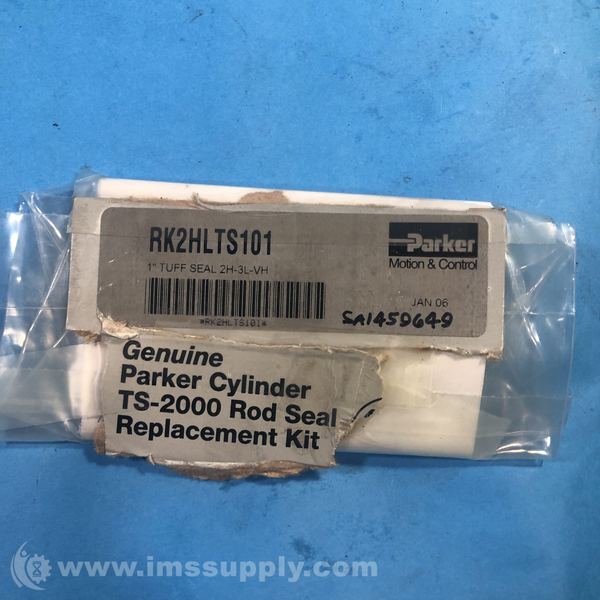 RK2HLTS101
Parker
1" TUFF SEAL 2H-3L-VH
Motion & Control
*RK2HLTS101*
JAN 06
SA1459649
Genuine
Parker Cylinder
TS-2000 Rod Seal
Replacement Kit
www.imssupply.com